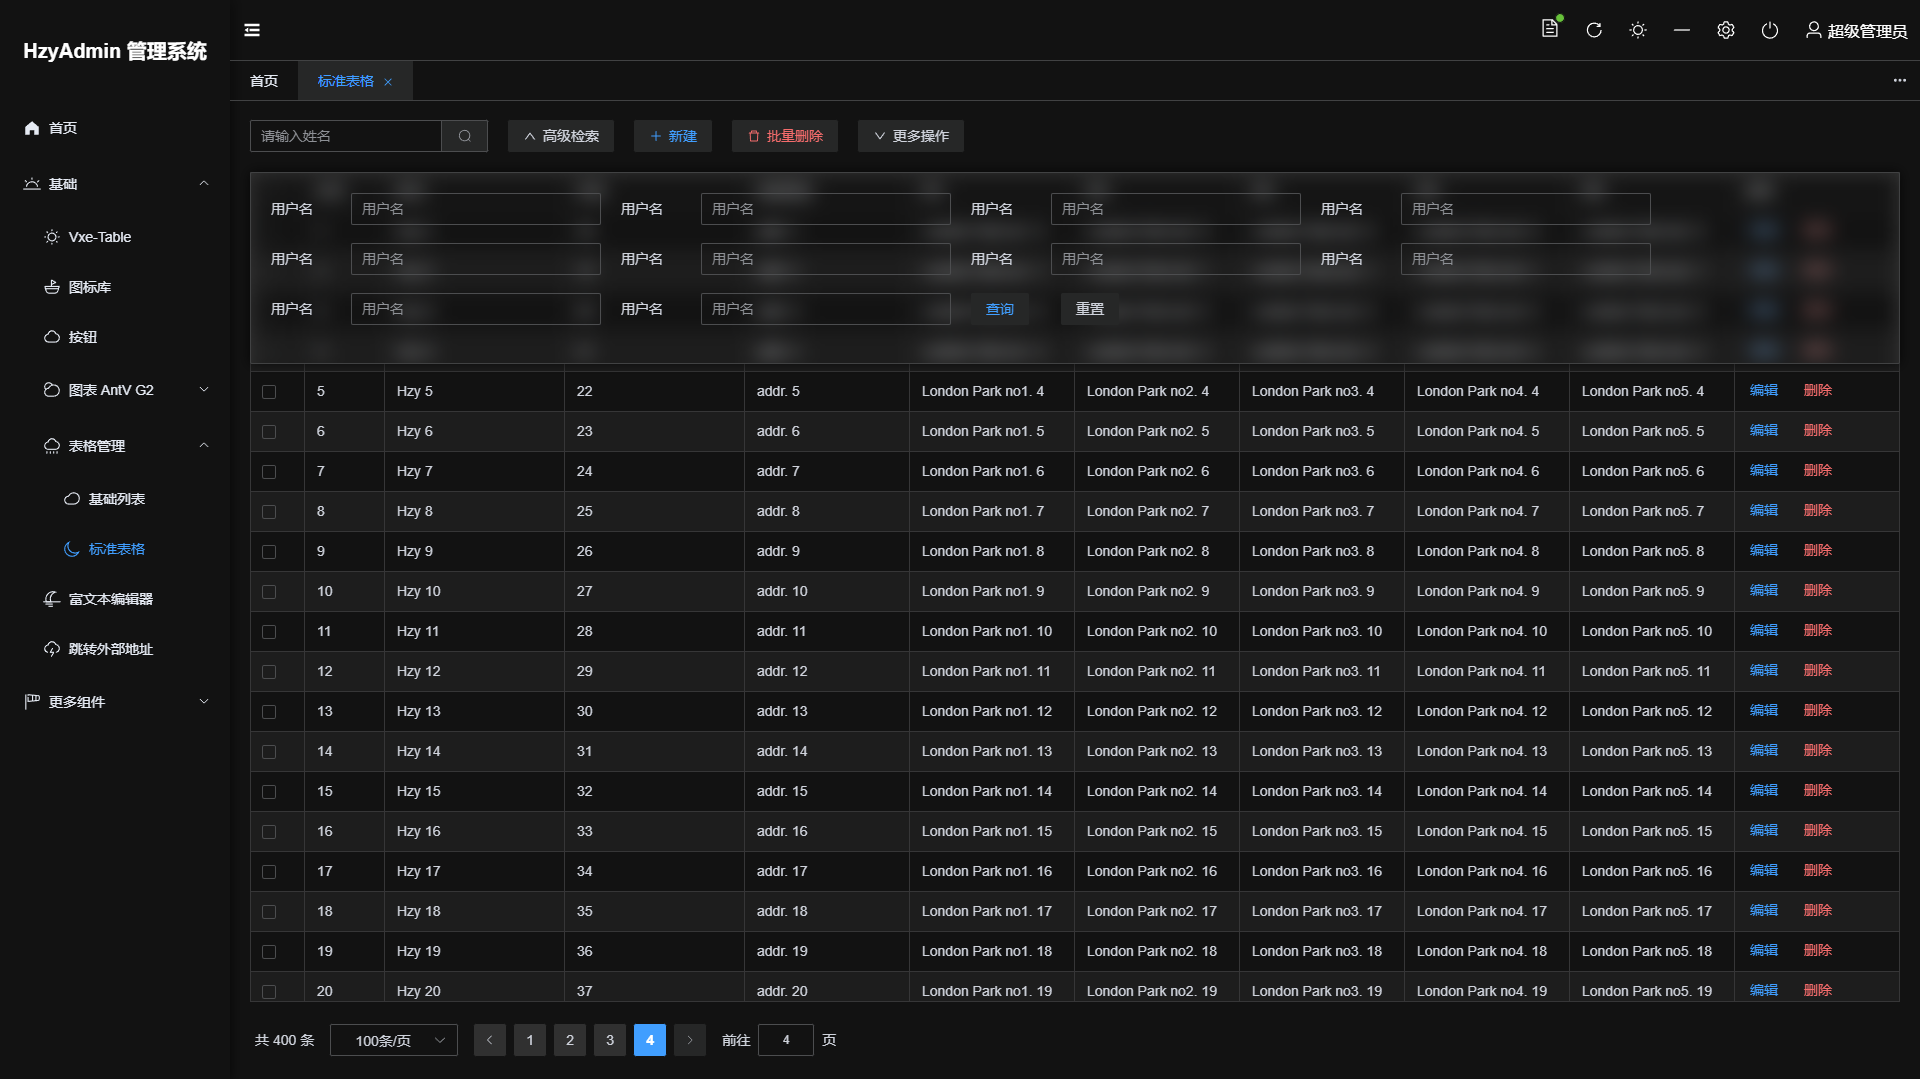 HzyAdmin 管理系统
首页
基础
Vxe-Table
图标库
按钮
图表 AntV G2
表格管理
基础列表
标准表格
富文本编辑器
跳转外部地址
更多组件
超级管理员
首页 标准表格
请输入姓名 高级检索 新建 批量删除 更多操作
用户名 用户名 用户名 用户名 用户名 用户名 用户名 用户名
用户名 用户名 用户名 用户名 用户名 用户名 用户名 用户名
用户名 用户名 用户名 用户名 查询 重置
5 Hzy 5 22 addr. 5 London Park no1. 4 London Park no2. 4 London Park no3. 4 London Park no4. 4 London Park no5. 4 编辑 删除
6 Hzy 6 23 addr. 6 London Park no1. 5 London Park no2. 5 London Park no3. 5 London Park no4. 5 London Park no5. 5 编辑 删除
7 Hzy 7 24 addr. 7 London Park no1. 6 London Park no2. 6 London Park no3. 6 London Park no4. 6 London Park no5. 6 编辑 删除
8 Hzy 8 25 addr. 8 London Park no1. 7 London Park no2. 7 London Park no3. 7 London Park no4. 7 London Park no5. 7 编辑 删除
9 Hzy 9 26 addr. 9 London Park no1. 8 London Park no2. 8 London Park no3. 8 London Park no4. 8 London Park no5. 8 编辑 删除
10 Hzy 10 27 addr. 10 London Park no1. 9 London Park no2. 9 London Park no3. 9 London Park no4. 9 London Park no5. 9 编辑 删除
11 Hzy 11 28 addr. 11 London Park no1. 10 London Park no2. 10 London Park no3. 10 London Park no4. 10 London Park no5. 10 编辑 删除
12 Hzy 12 29 addr. 12 London Park no1. 11 London Park no2. 11 London Park no3. 11 London Park no4. 11 London Park no5. 11 编辑 删除
13 Hzy 13 30 addr. 13 London Park no1. 12 London Park no2. 12 London Park no3. 12 London Park no4. 12 London Park no5. 12 编辑 删除
14 Hzy 14 31 addr. 14 London Park no1. 13 London Park no2. 13 London Park no3. 13 London Park no4. 13 London Park no5. 13 编辑 删除
15 Hzy 15 32 addr. 15 London Park no1. 14 London Park no2. 14 London Park no3. 14 London Park no4. 14 London Park no5. 14 编辑 删除
16 Hzy 16 33 addr. 16 London Park no1. 15 London Park no2. 15 London Park no3. 15 London Park no4. 15 London Park no5. 15 编辑 删除
17 Hzy 17 34 addr. 17 London Park no1. 16 London Park no2. 16 London Park no3. 16 London Park no4. 16 London Park no5. 16 编辑 删除
18 Hzy 18 35 addr. 18 London Park no1. 17 London Park no2. 17 London Park no3. 17 London Park no4. 17 London Park no5. 17 编辑 删除
19 Hzy 19 36 addr. 19 London Park no1. 18 London Park no2. 18 London Park no3. 18 London Park no4. 18 London Park no5. 18 编辑 删除
20 Hzy 20 37 addr. 20 London Park no1. 19 London Park no2. 19 London Park no3. 19 London Park no4. 19 London Park no5. 19 编辑 删除
共 400 条 100条/页 1 2 3 4 前往 4 页